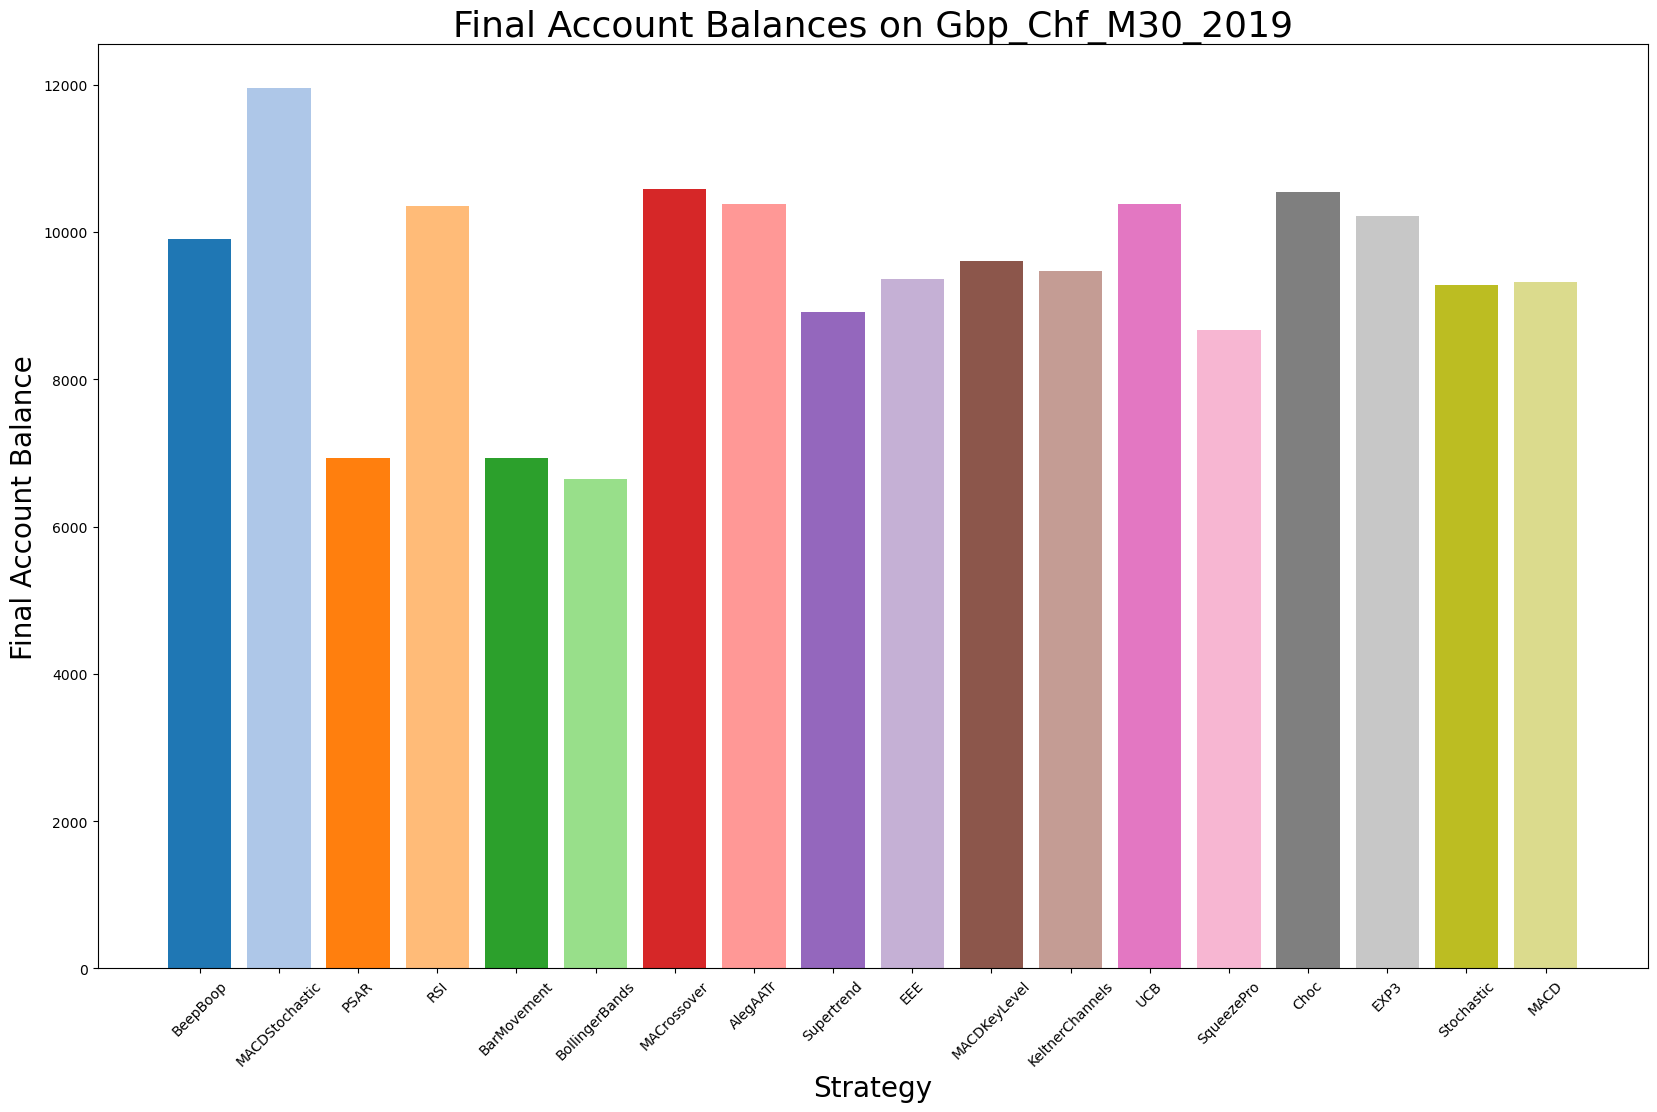 Final Account Balances on Gbp_Chf_M30_2019
Final Account Balance
12000
10000
8000
6000
4000
2000
0
BeepBoop
MACDStochastic
PSAR
RSI
BarMovement
BollingerBands
MACrossover
AlegAATr
Supertrend
EEE
MACDKeyLevel
KeltnerChannels
UCB
SqueezePro
Choc
EXP3
Stochastic
MACD
Strategy